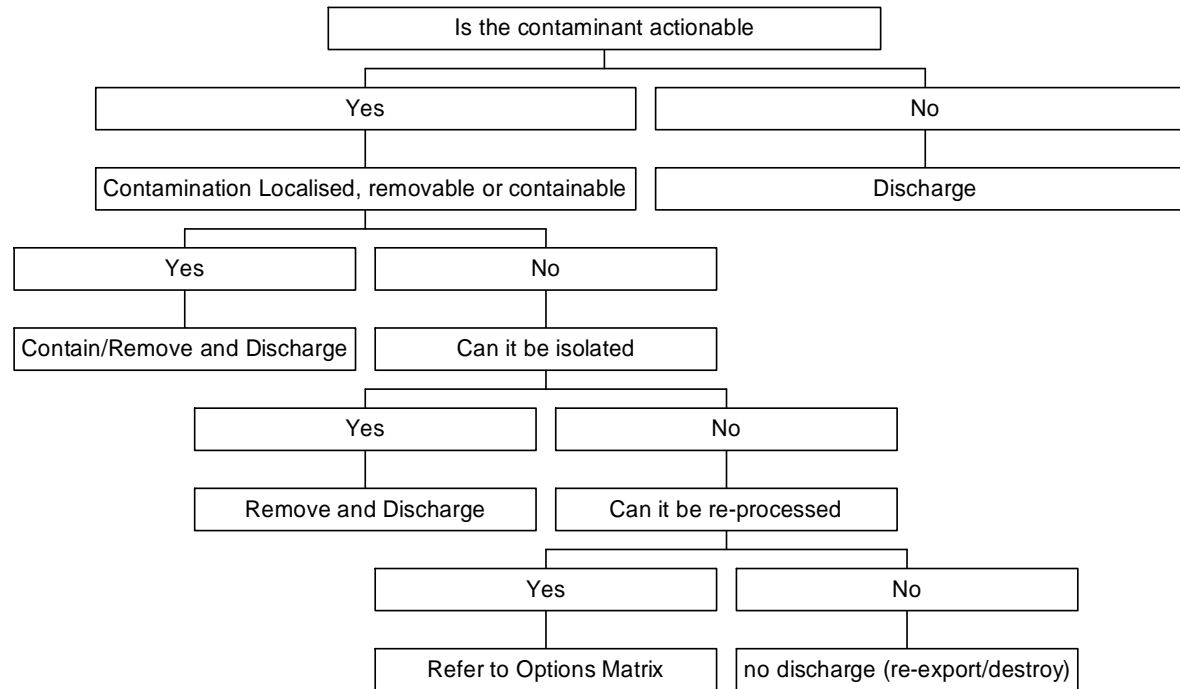 Is the contaminant actionable
Yes
No
Contamination Localised, removable or containable
Discharge
Yes
No
Contain/Remove and Discharge
Can it be isolated
Yes
No
Remove and Discharge
Can it be re-processed
Yes
No
Refer to Options Matrix
no discharge (re-export/destroy)